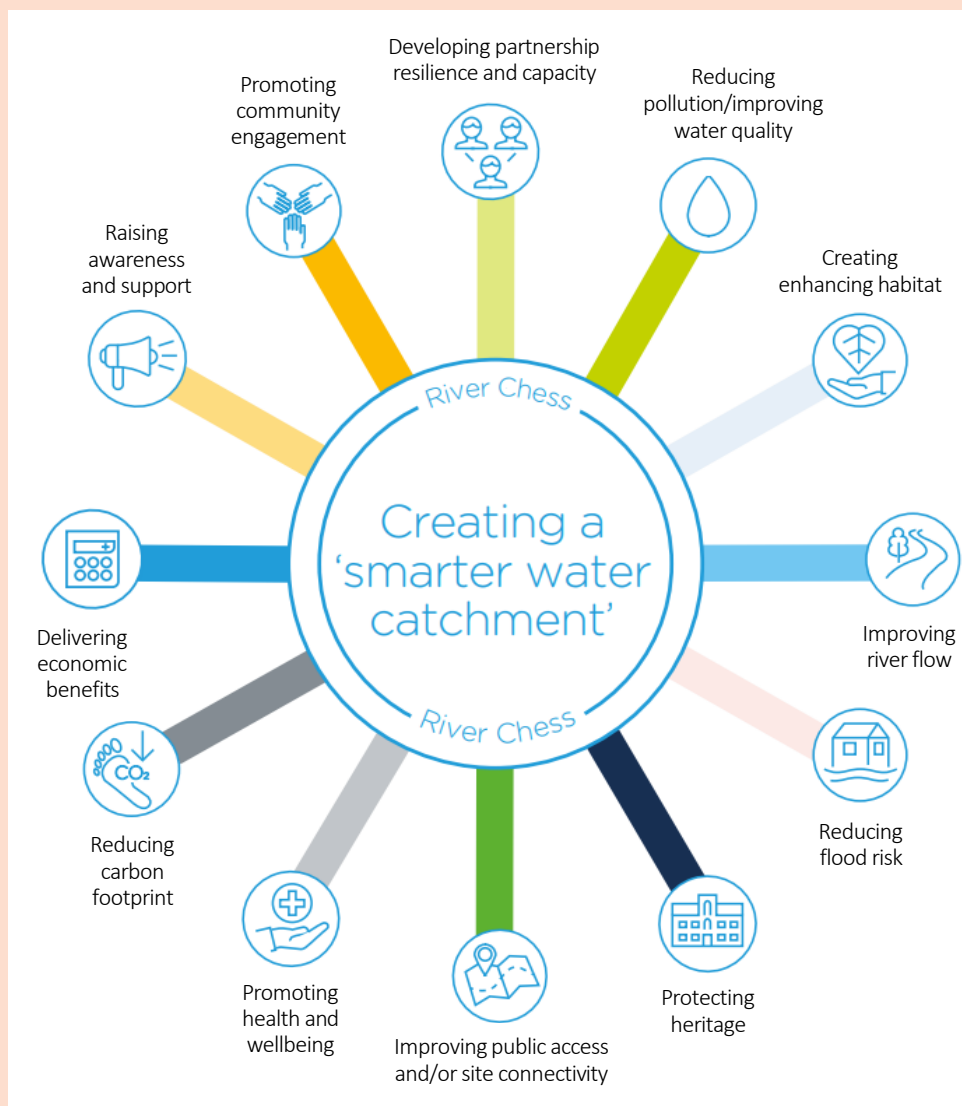 Developing partnership
resilience and capacity
Reducing
pollution/improving
water quality
Creating
enhancing habitat
Improving
river flow
Reducing
flood risk
Protecting
heritage
Improving public access
and/or site connectivity
Promoting
health and
wellbeing
Reducing
carbon
footprint
CO₂
Delivering
economic
benefits
Raising
awareness
and support
Promoting
community
engagement
River Chess
Creating a
‘smarter water
catchment’
River Chess